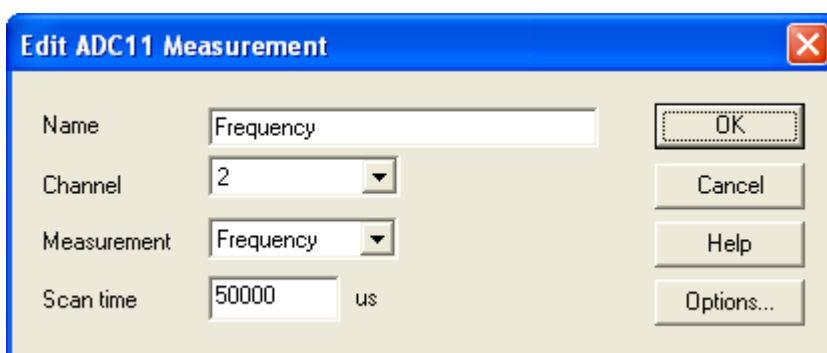 Edit ADC11 Measurement
Name Frequency OK
Channel 2 Cancel
Measurement Frequency Help
Scan time 50000 us Options...